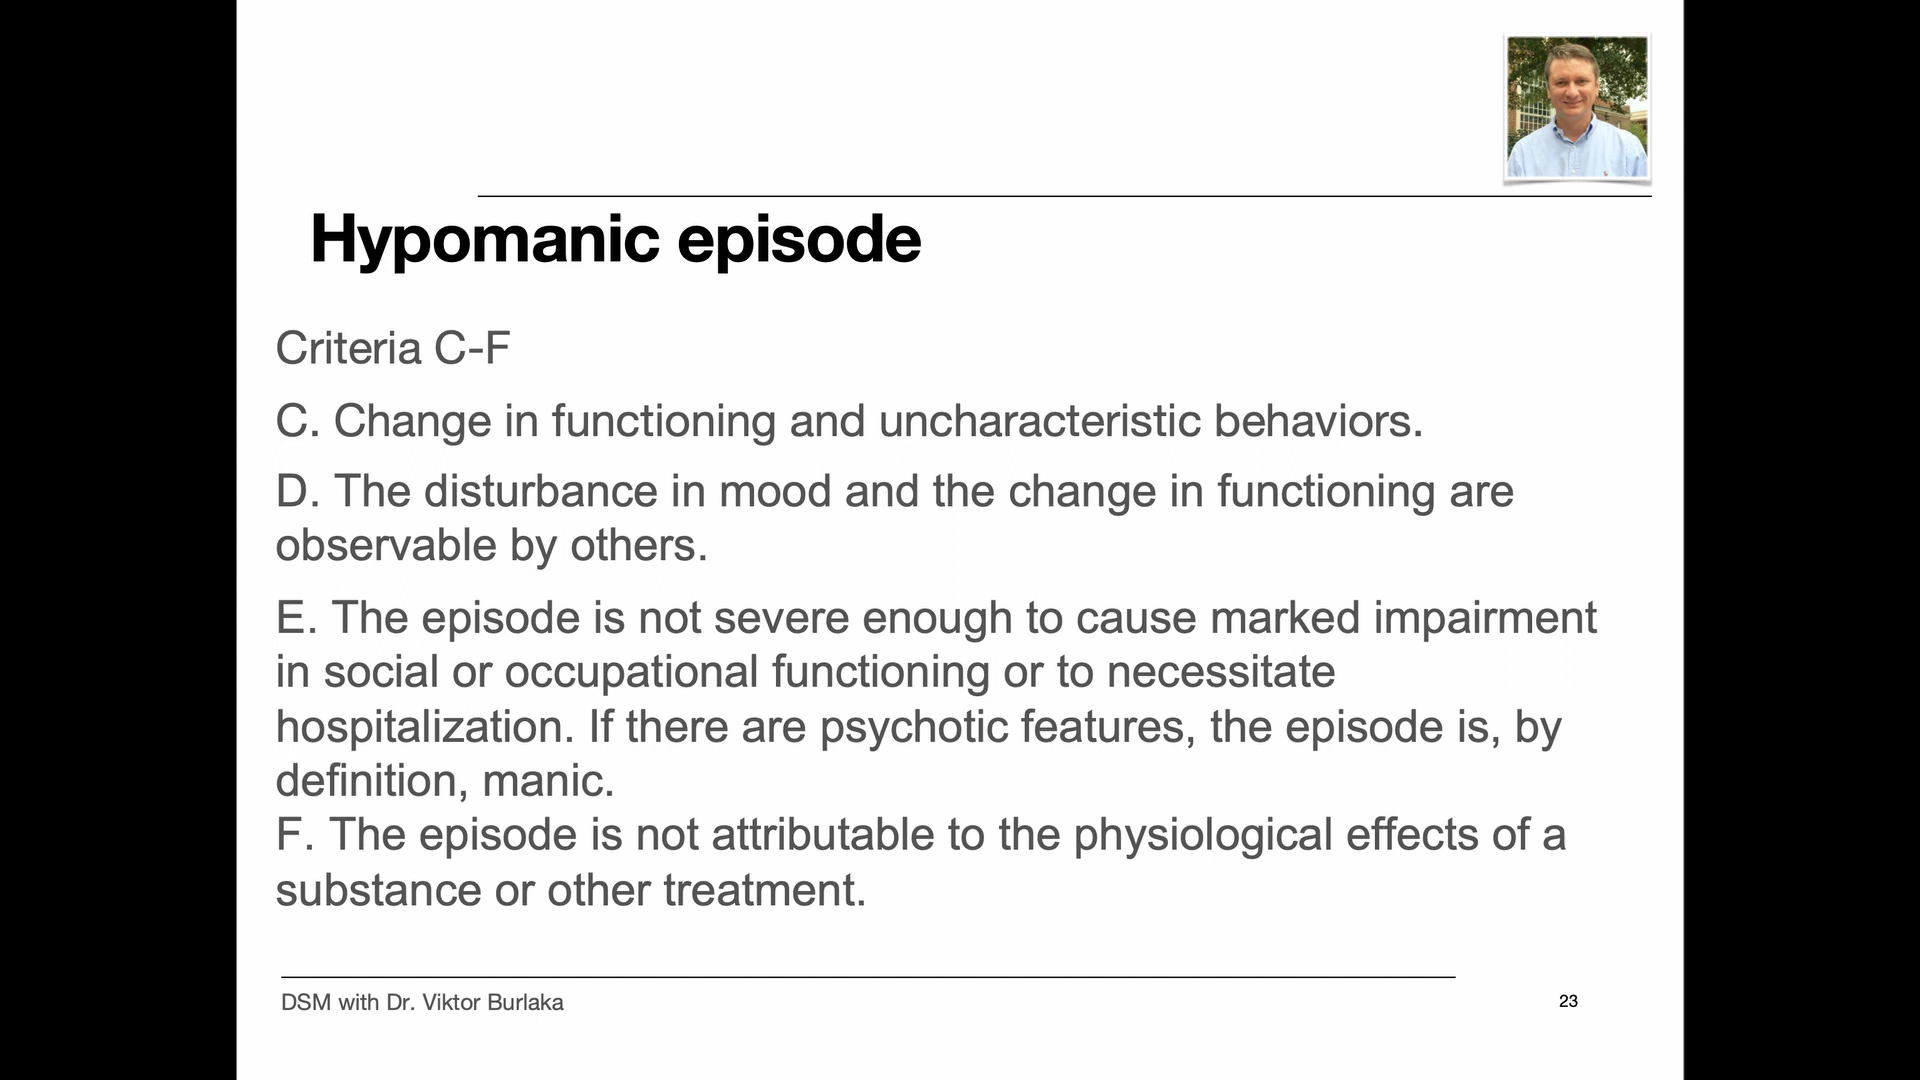 Hypomanic episode
Criteria C-F
C. Change in functioning and uncharacteristic behaviors.
D. The disturbance in mood and the change in functioning are
observable by others.
E. The episode is not severe enough to cause marked impairment
in social or occupational functioning or to necessitate
hospitalization. If there are psychotic features, the episode is, by
definition, manic.
F. The episode is not attributable to the physiological effects of a
substance or other treatment.
DSM with Dr. Viktor Burlaka
23